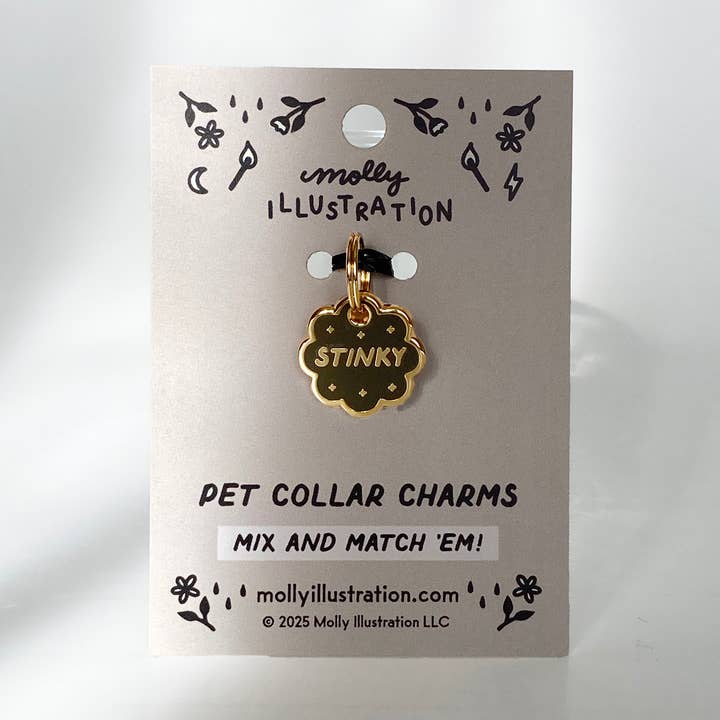 molly
ILLUSTRATION
STINKY
PET COLLAR CHARMS
MIX AND MATCH 'EM!
mollyillustration.com
© 2025 Molly Illustration LLC